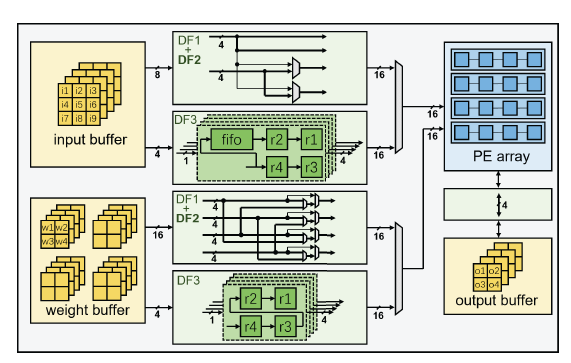 i1 i2 i3
i4 i5 i6
i7 i8 i9
input buffer
8
4
DF1
+
DF2
4
4
16
DF3
fifo r2 r1
r4 r3
1
4
16
w1 w2
w3 w4
weight buffer
16
4
DF1
+
DF2
4
4
4
4
16
DF3
r2 r1
r4 r3
1
4
16
16
16
PE array
4
o1 o2
o3 o4
output buffer